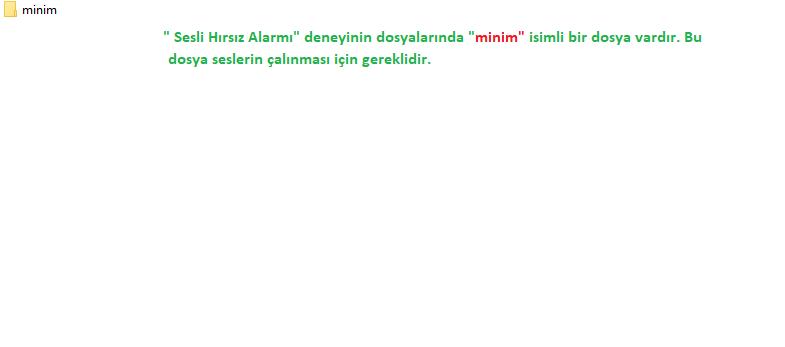 minim
" Sesli Hırsız Alarmı" deneyinin dosyalarında "minim" isimli bir dosya vardır. Bu
dosya seslerin çalınması için gereklidir.